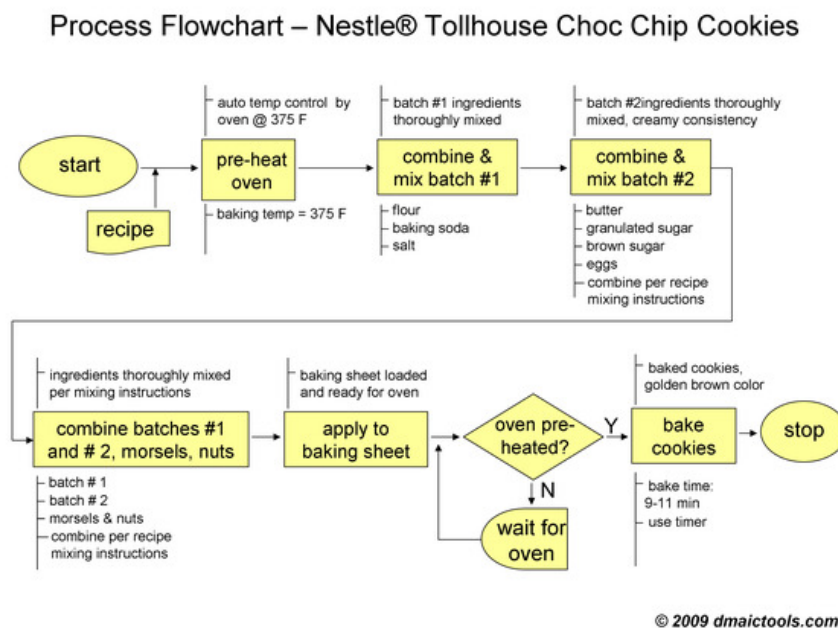 Process Flowchart – Nestle® Tollhouse Choc Chip Cookies
auto temp control by
oven @ 375 F
batch #1 ingredients
thoroughly mixed
batch #2ingredients thoroughly
mixed, creamy consistency
start
pre-heat
oven
combine &
mix batch #1
combine &
mix batch #2
recipe
baking temp = 375 F
flour
baking soda
salt
butter
granulated sugar
brown sugar
eggs
combine per recipe
mixing instructions
ingredients thoroughly mixed
per mixing instructions
baking sheet loaded
and ready for oven
baked cookies,
golden brown color
combine batches #1
and # 2, morsels, nuts
apply to
baking sheet
oven pre-
heated?
Y
bake
cookies
stop
batch # 1
batch # 2
morsels & nuts
combine per recipe
mixing instructions
N
wait for
oven
bake time:
9-11 min
use timer
© 2009 dmaictools.com